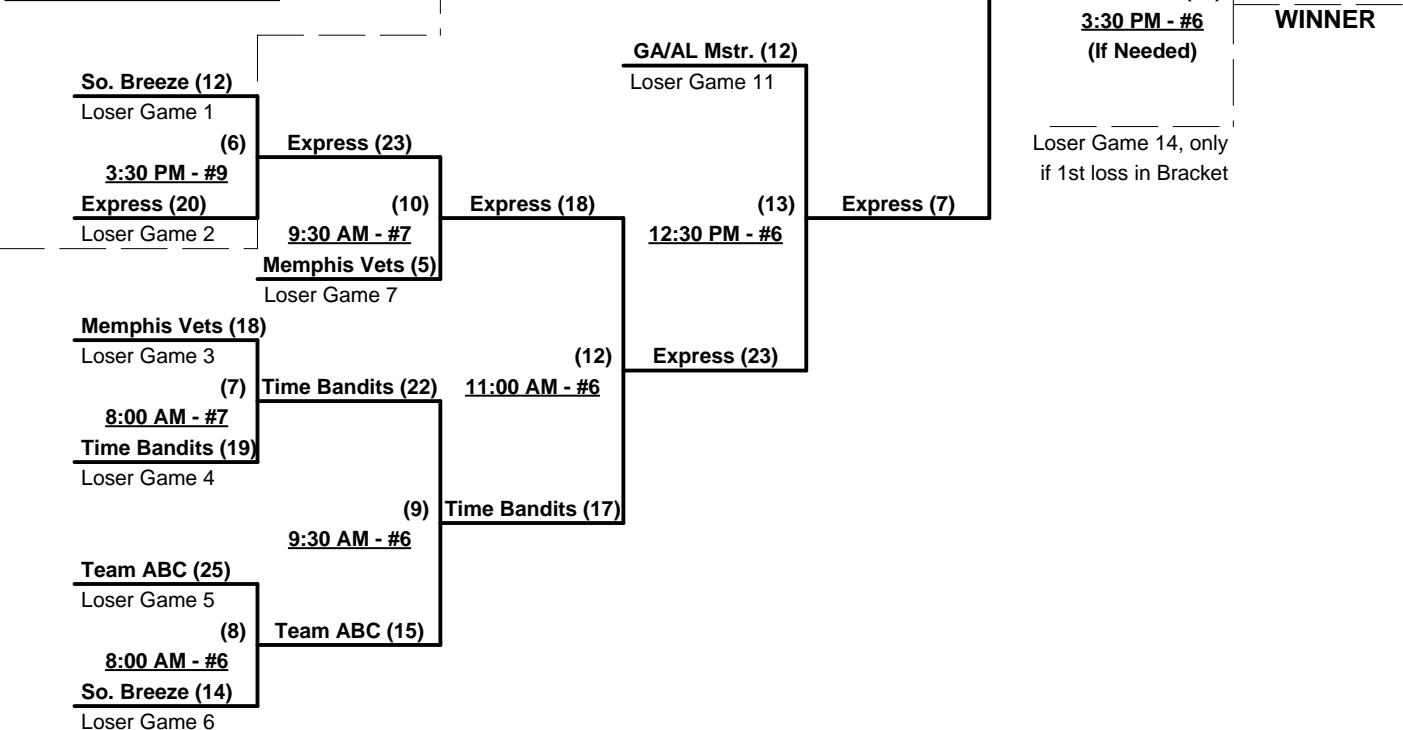 3:30 PM - #6
WINNER
(If Needed)
GA/AL Mstr. (12)
Loser Game 11
So. Breeze (12)
Loser Game 1
(6)
Express (23)
3:30 PM - #9
Express (20)
Loser Game 2
(10)
Express (18)
9:30 AM - #7
Memphis Vets (5)
Loser Game 7
(13)
Express (7)
12:30 PM - #6
Loser Game 14, only
if 1st loss in Bracket
Memphis Vets (18)
Loser Game 3
(7)
Time Bandits (22)
8:00 AM - #7
Time Bandits (19)
Loser Game 4
(12)
Express (23)
11:00 AM - #6
(9)
Time Bandits (17)
9:30 AM - #6
Team ABC (25)
Loser Game 5
(8)
Team ABC (15)
8:00 AM - #6
So. Breeze (14)
Loser Game 6